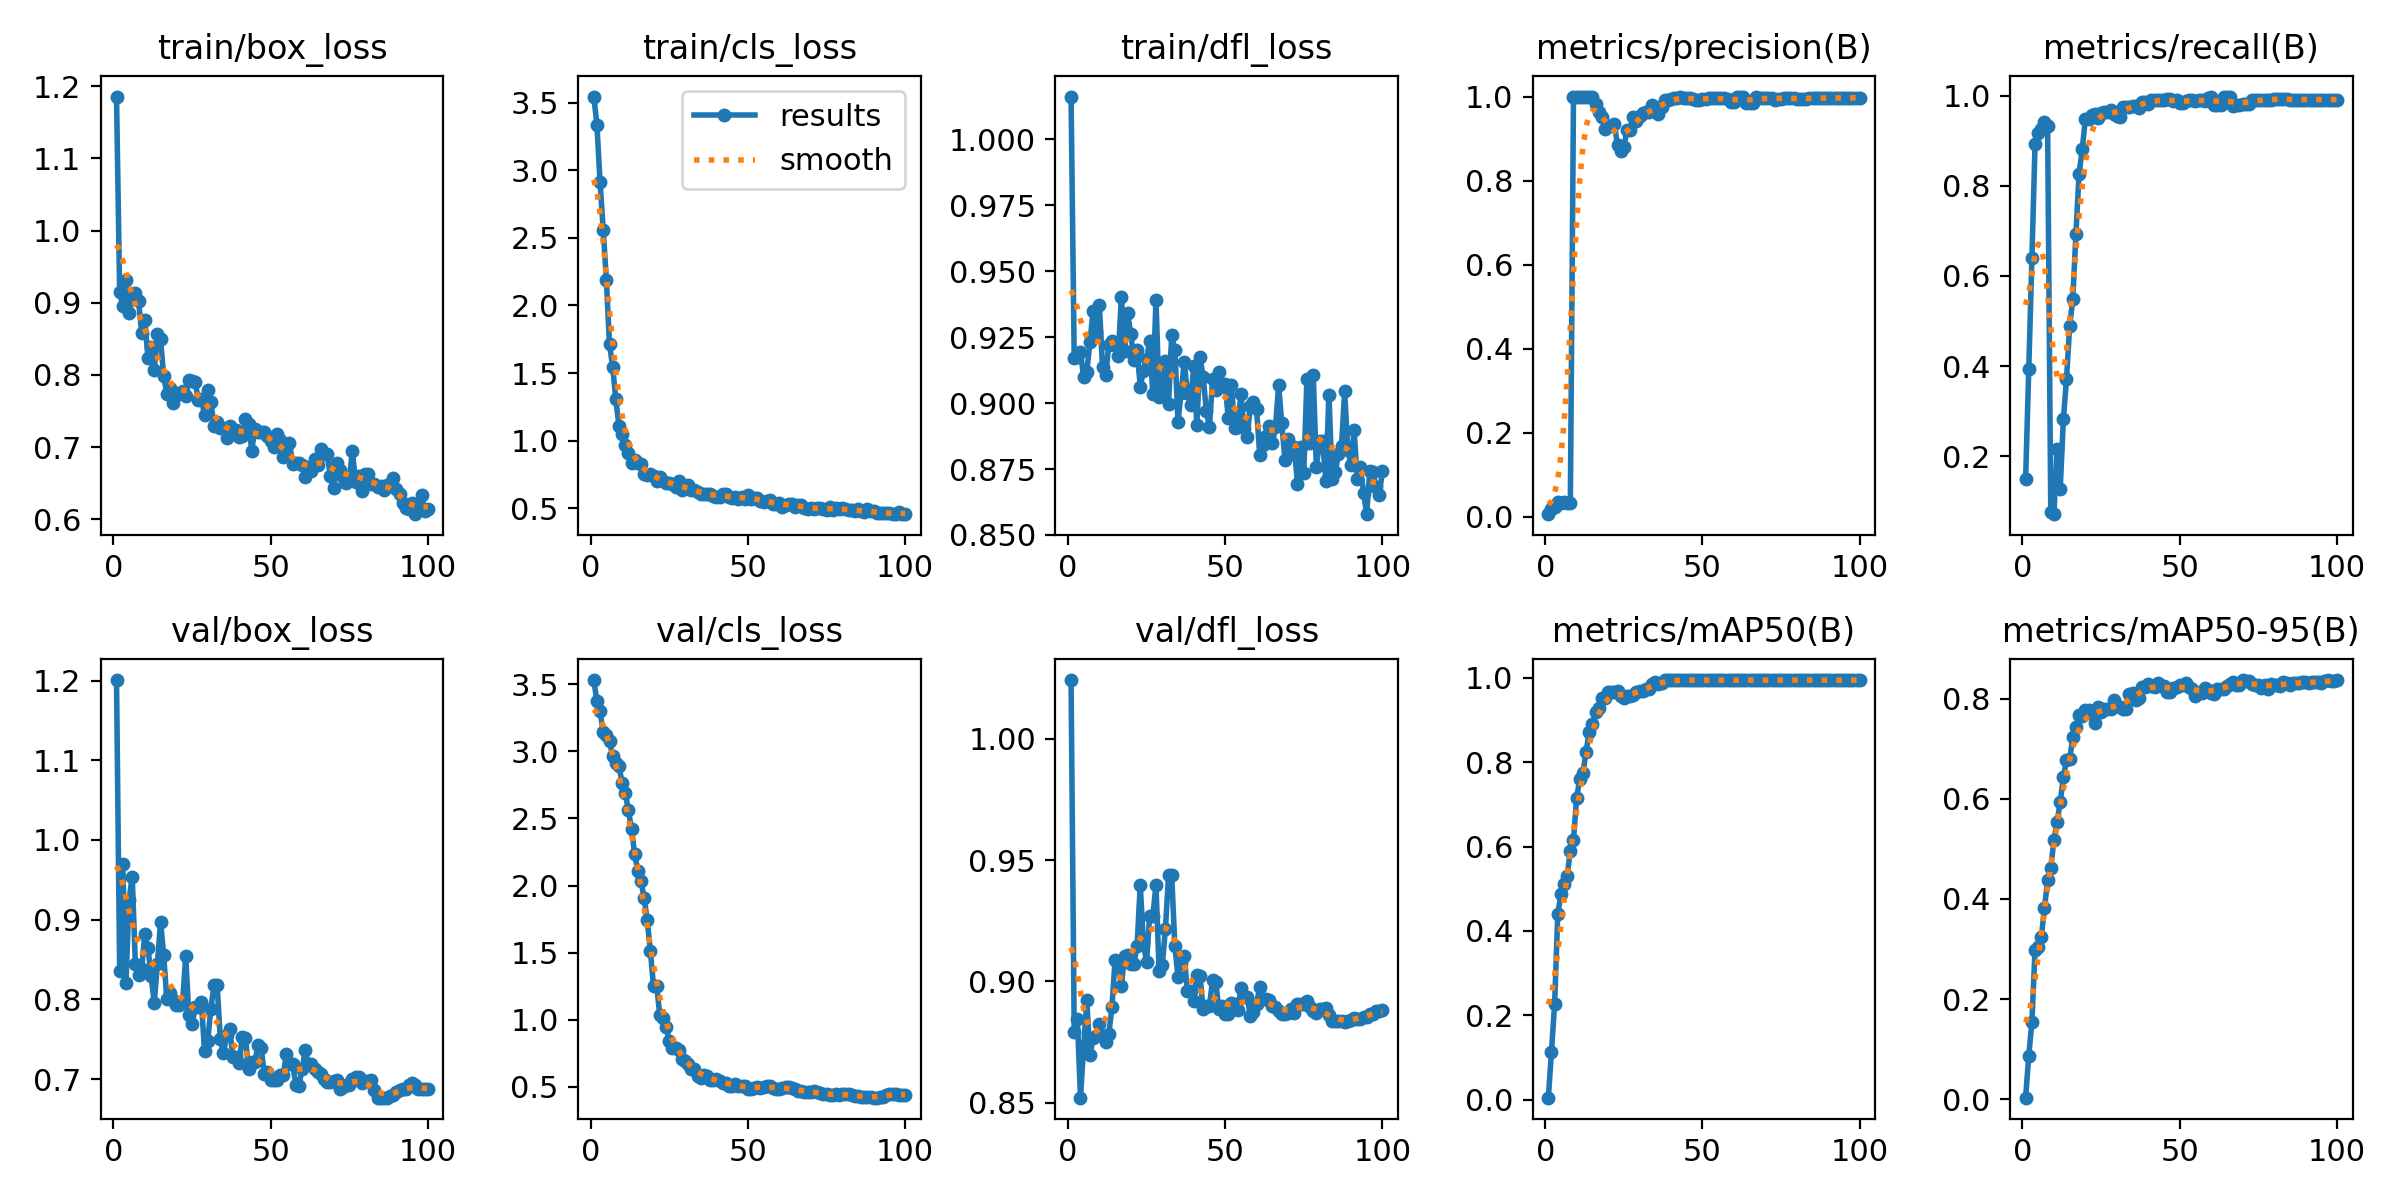 train/box_loss
1.2
1.1
1.0
0.9
0.8
0.7
0.6
0 50 100
train/cls_loss
results
smooth
3.5
3.0
2.5
2.0
1.5
1.0
0.5
0 50 100
train/dfl_loss
1.000
0.975
0.950
0.925
0.900
0.875
0.850
0 50 100
metrics/precision(B)
1.0
0.8
0.6
0.4
0.2
0.0
0 50 100
metrics/recall(B)
1.0
0.8
0.6
0.4
0.2
0 50 100
val/box_loss
1.2
1.1
1.0
0.9
0.8
0.7
0 50 100
val/cls_loss
3.5
3.0
2.5
2.0
1.5
1.0
0.5
0 50 100
val/dfl_loss
1.00
0.95
0.90
0.85
0 50 100
metrics/mAP50(B)
1.0
0.8
0.6
0.4
0.2
0.0
0 50 100
metrics/mAP50-95(B)
0.8
0.6
0.4
0.2
0.0
0 50 100